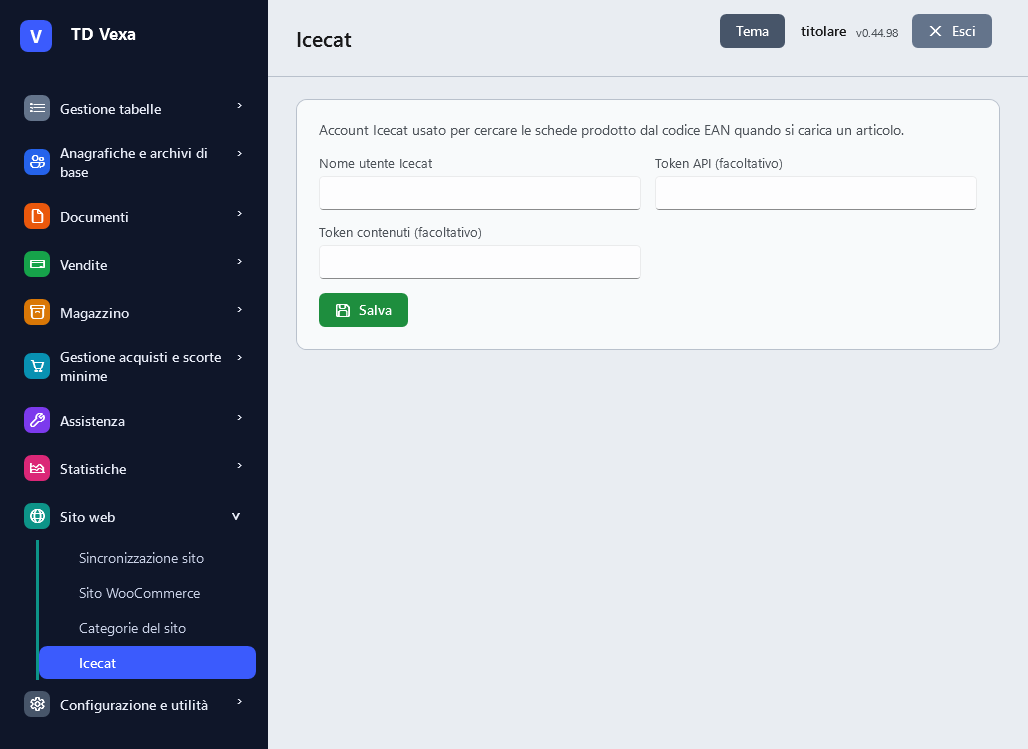 V
TD Vexa
Gestione tabelle
Anagrafiche e archivi di
base
Documenti
Vendite
Magazzino
Gestione acquisti e scorte
minime
Assistenza
Statistiche
Sito web
Sincronizzazione sito
Sito WooCommerce
Categorie del sito
Icecat
Configurazione e utilità
Icecat
Tema
titolare v0.44.98
Esci
Account Icecat usato per cercare le schede prodotto dal codice EAN quando si carica un articolo.
Nome utente Icecat
Token API (facoltativo)
Token contenuti (facoltativo)
Salva